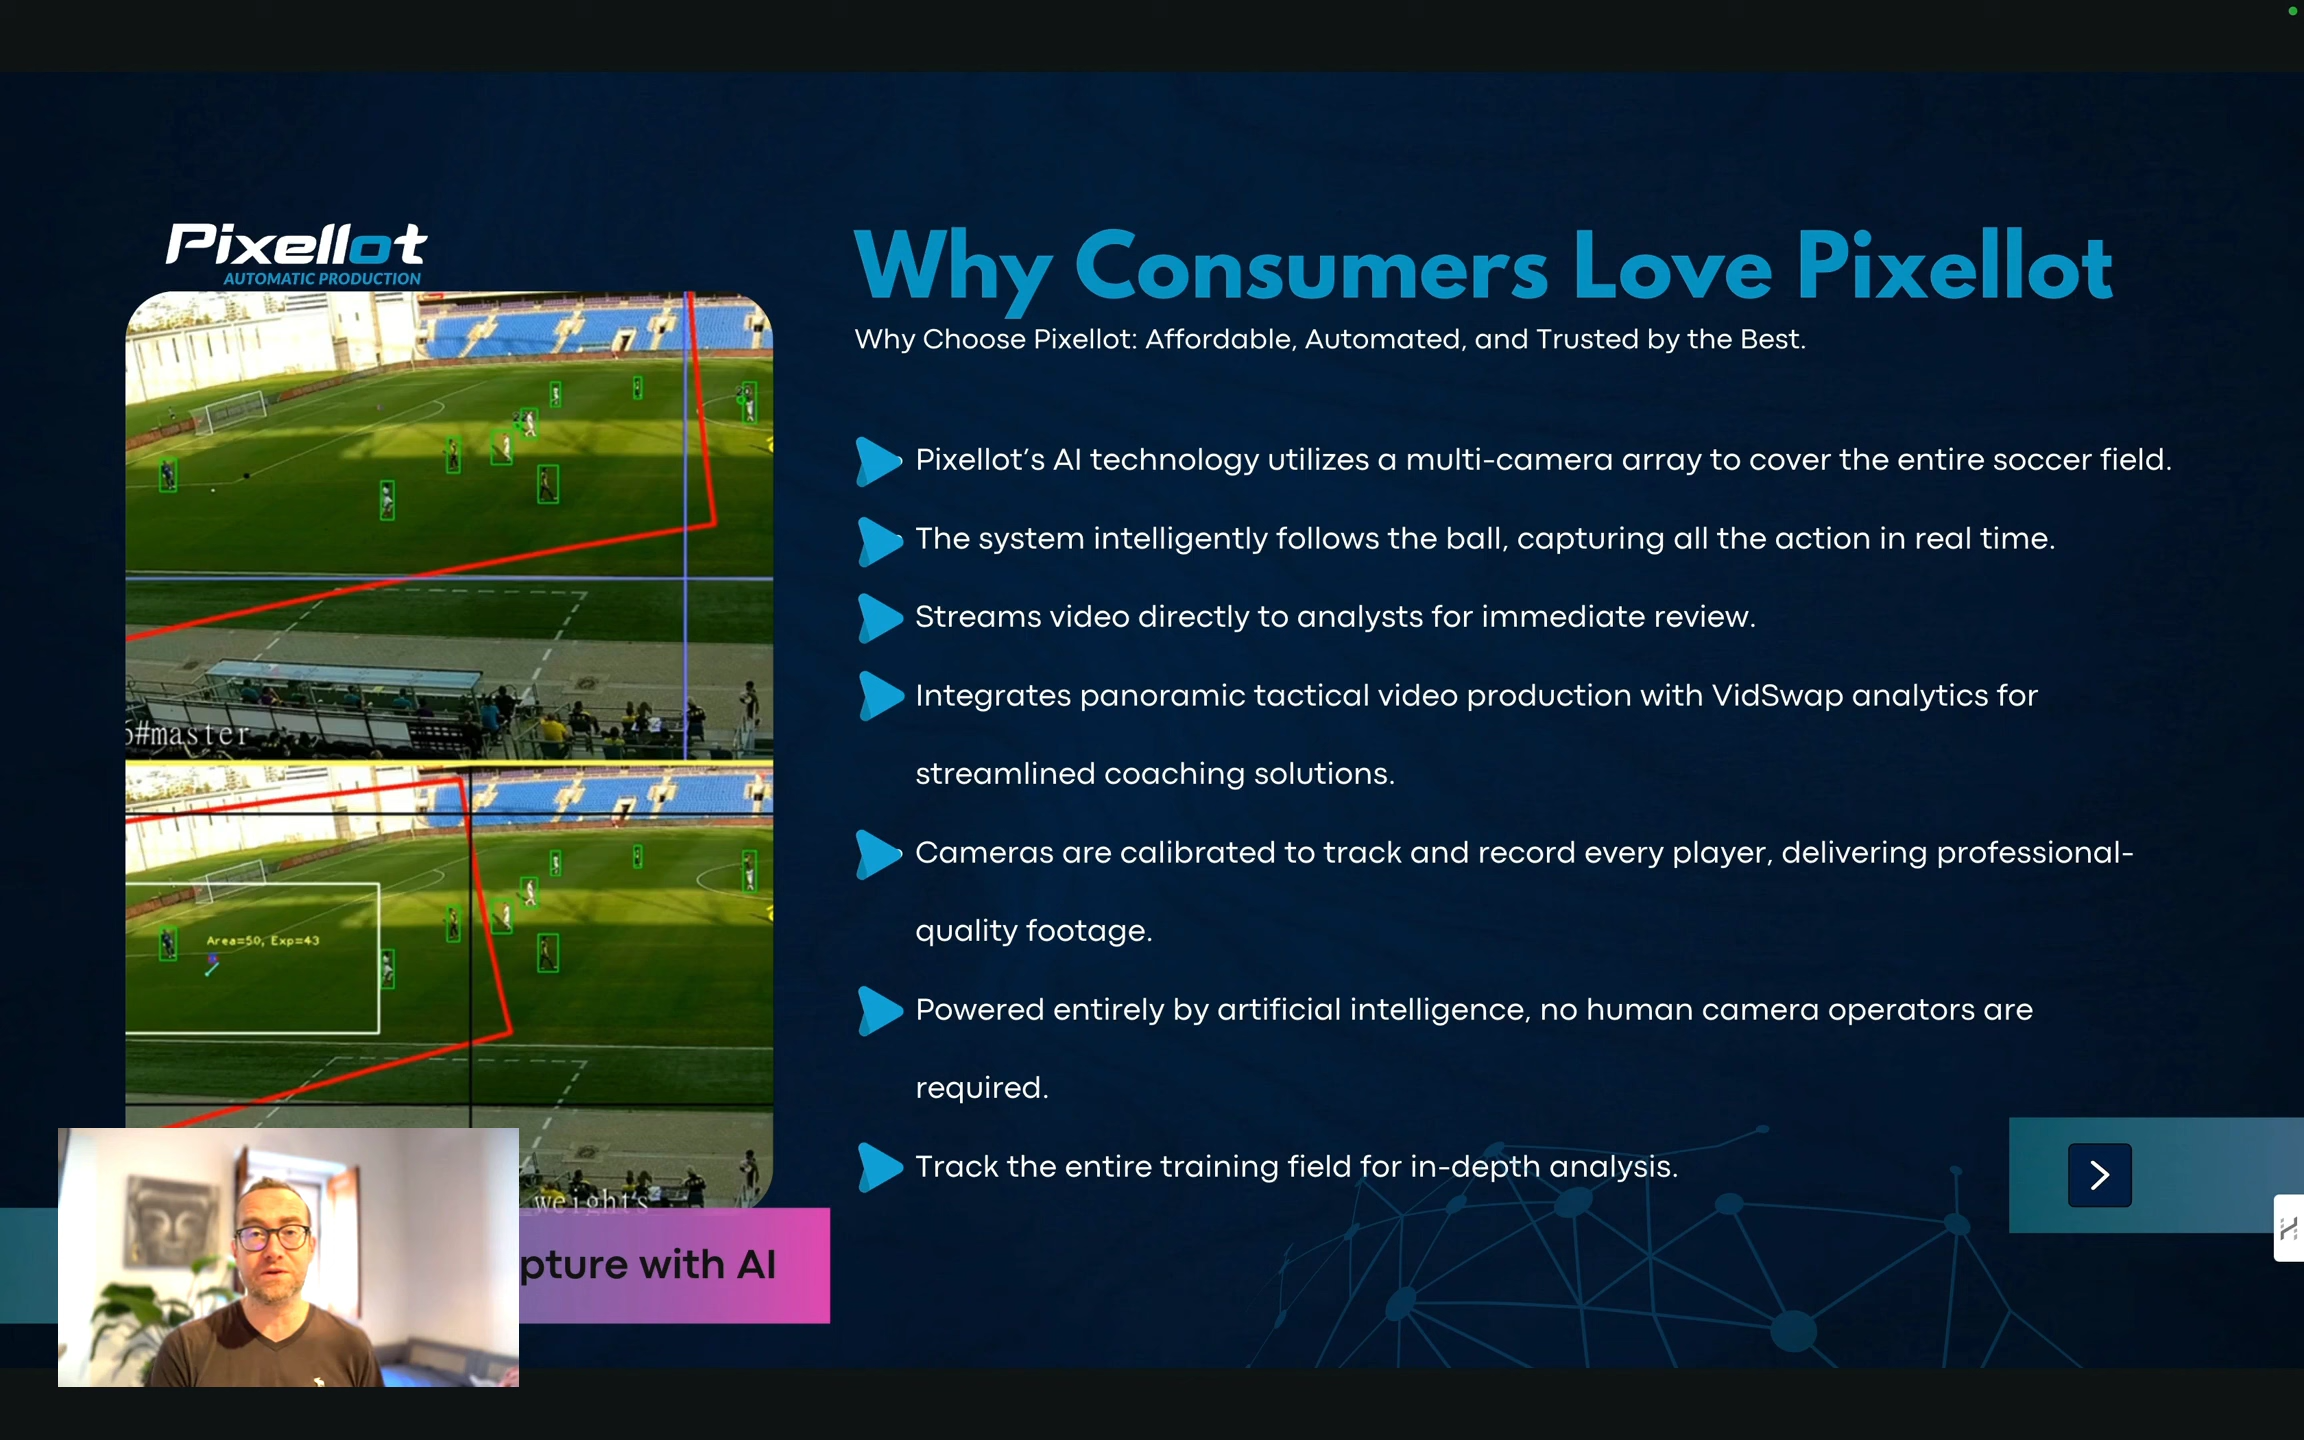 Pixellot
AUTOMATIC PRODUCTION
Why Consumers Love Pixellot
Why Choose Pixellot: Affordable, Automated, and Trusted by the Best.
Pixellot's AI technology utilizes a multi-camera array to cover the entire soccer field.
The system intelligently follows the ball, capturing all the action in real time.
Streams video directly to analysts for immediate review.
Integrates panoramic tactical video production with VidSwap analytics for
streamlined coaching solutions.
Cameras are calibrated to track and record every player, delivering professional-
quality footage.
Powered entirely by artificial intelligence, no human camera operators are
required.
Track the entire training field for in-depth analysis.
#master
Area=50, Exp=43
weights
pture with AI